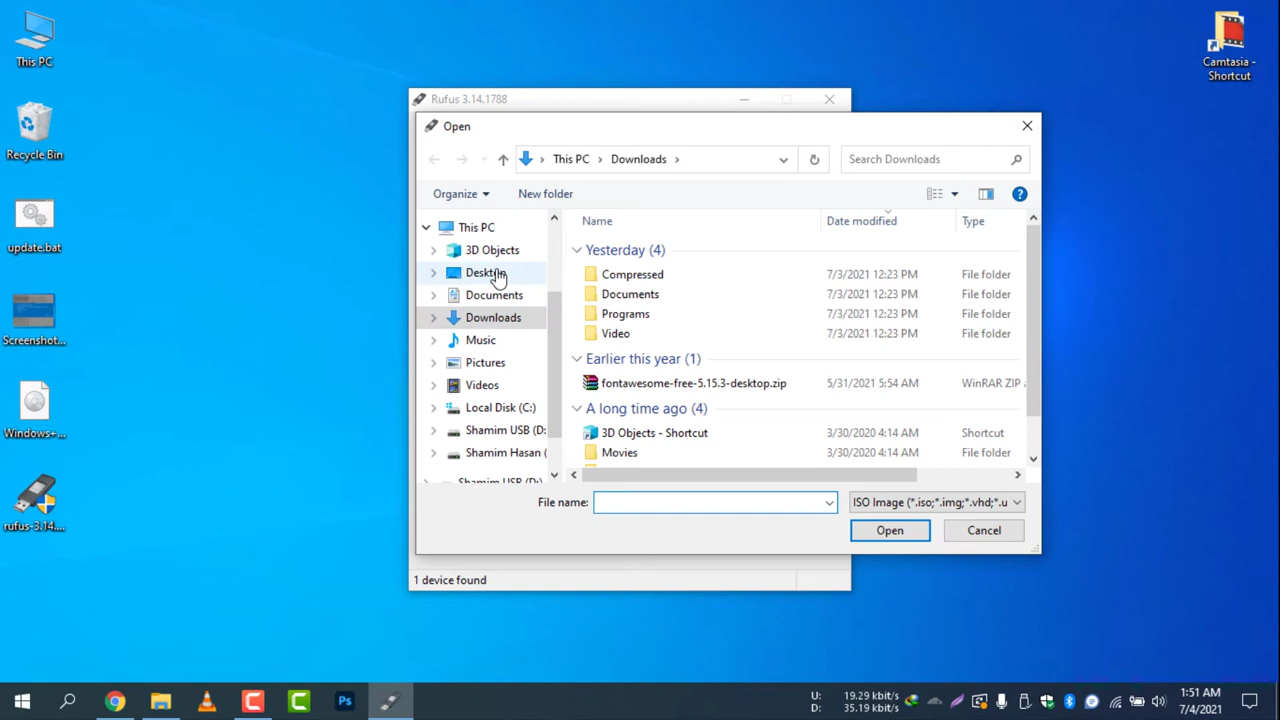 This PC
Recycle Bin
update.bat
Screenshot...
Windows+...
rufus-3.14....
Camtasia -
Shortcut
Rufus 3.14.1788
Open
This PC
Downloads
Search Downloads
Organize
New folder
This PC
3D Objects
Desktop
Documents
Downloads
Music
Pictures
Videos
Local Disk (C:)
Shamim USB (D:
Shamim Hasan (
Shamim USB (D:)
Name Date modified Type
Yesterday (4)
Compressed 7/3/2021 12:23 PM File folder
Documents 7/3/2021 12:23 PM File folder
Programs 7/3/2021 12:23 PM File folder
Video 7/3/2021 12:23 PM File folder
Earlier this year (1)
fontawesome-free-5.15.3-desktop.zip 5/31/2021 5:54 AM WinRAR ZIP a
A long time ago (4)
3D Objects - Shortcut 3/30/2020 4:14 AM Shortcut
Movies 3/30/2020 4:14 AM File folder
File name: ISO Image (*.iso;*.img;*.vhd;*.u
Open Cancel
1 device found
Ps
U: 19.29 kbit/s
D: 35.19 kbit/s
1:51 AM
7/4/2021